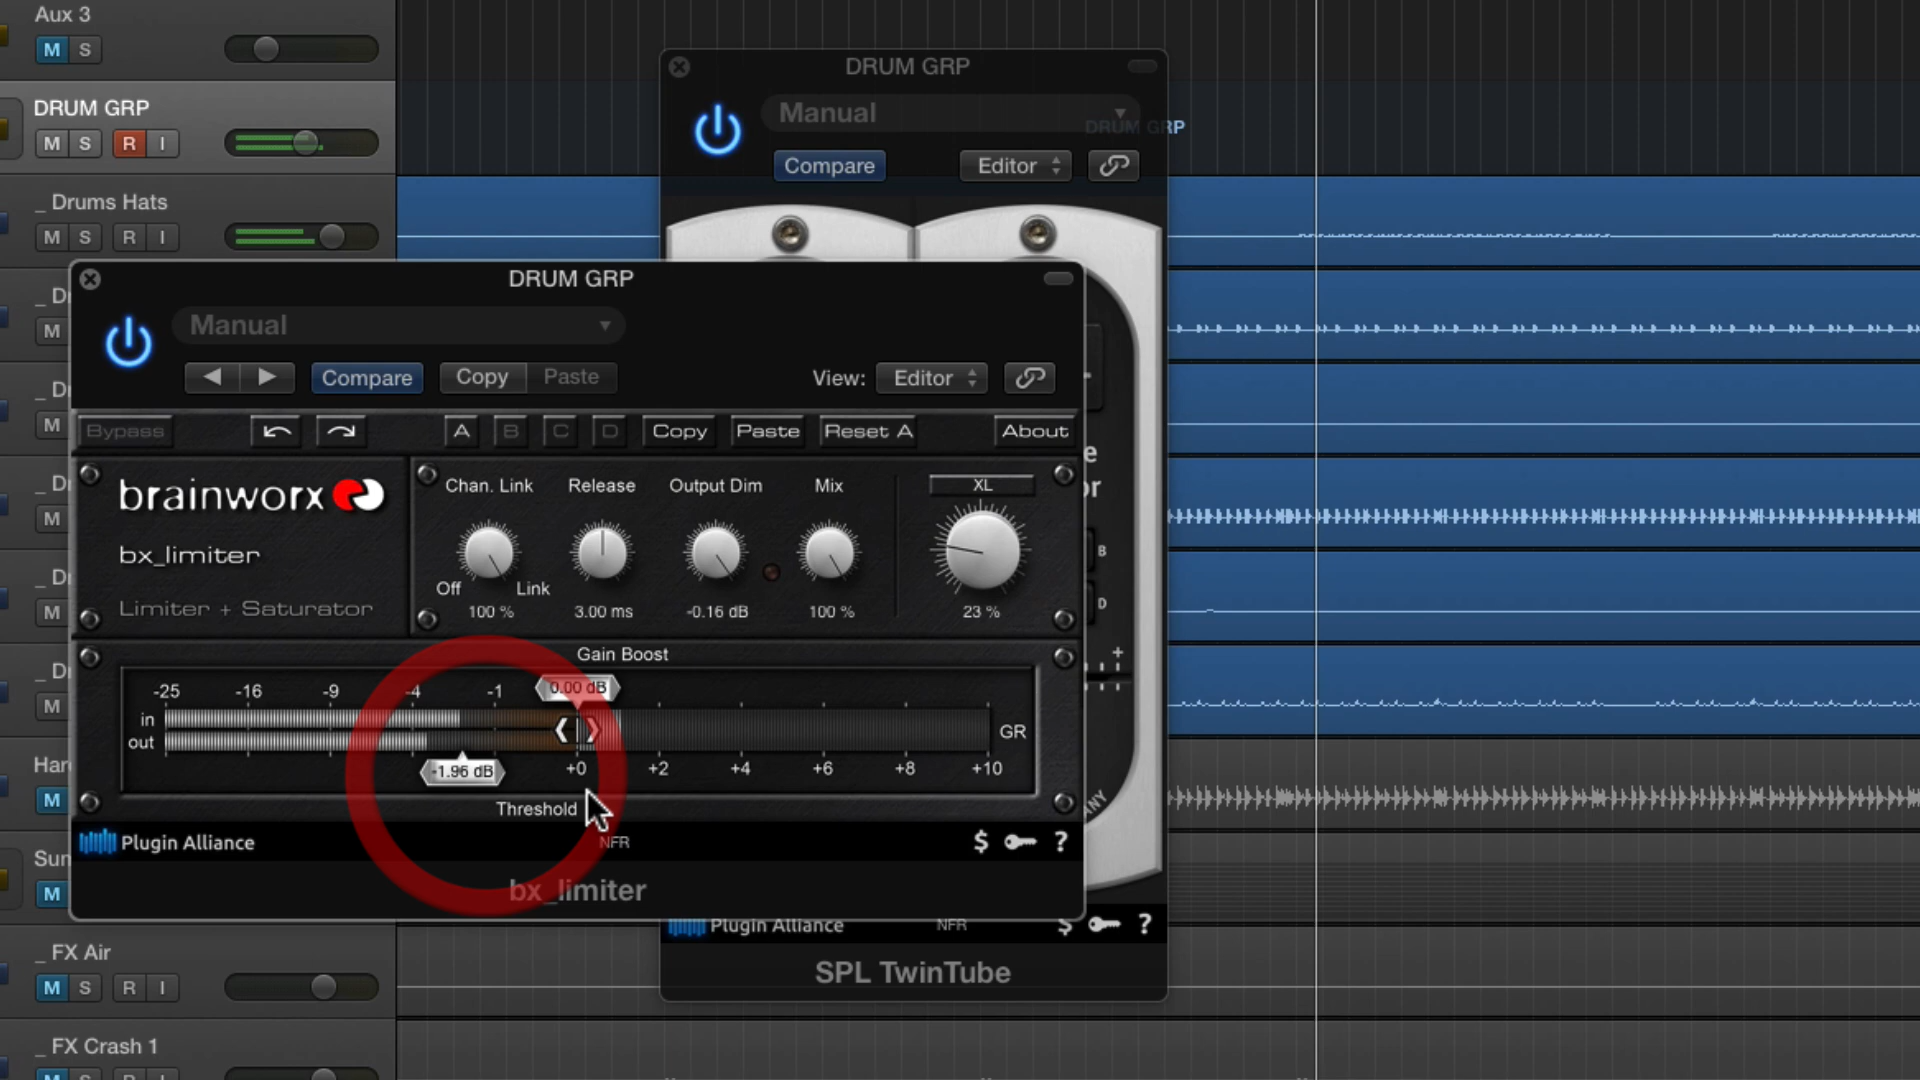 Aux 3
M S
DRUM GRP
M S R I
_ Drums Hats
M S R I
M
M
M
M
M
M
M
_ FX Air
M S R I
_ FX Crash 1
DRUM GRP
Manual
DRUM GRP
Compare
Editor
B
D
+
Plugin Alliance
NFR
$ ?
SPL TwinTube
DRUM GRP
Manual
Compare
Copy Paste
View: Editor
Bypass
A B C D Copy Paste Reset A About
brainworx
bx_limiter
Limiter + Saturator
Chan. Link Release Output Dim Mix XL
Off Link
100 % 3.00 ms -0.16 dB 100 % 23 %
Gain Boost
-25 -16 -9 -4 -1 0.00 dB
in
out
GR
-1.96 dB +0 +2 +4 +6 +8 +10
Threshold
Plugin Alliance
NFR
$ ?
bx_limiter